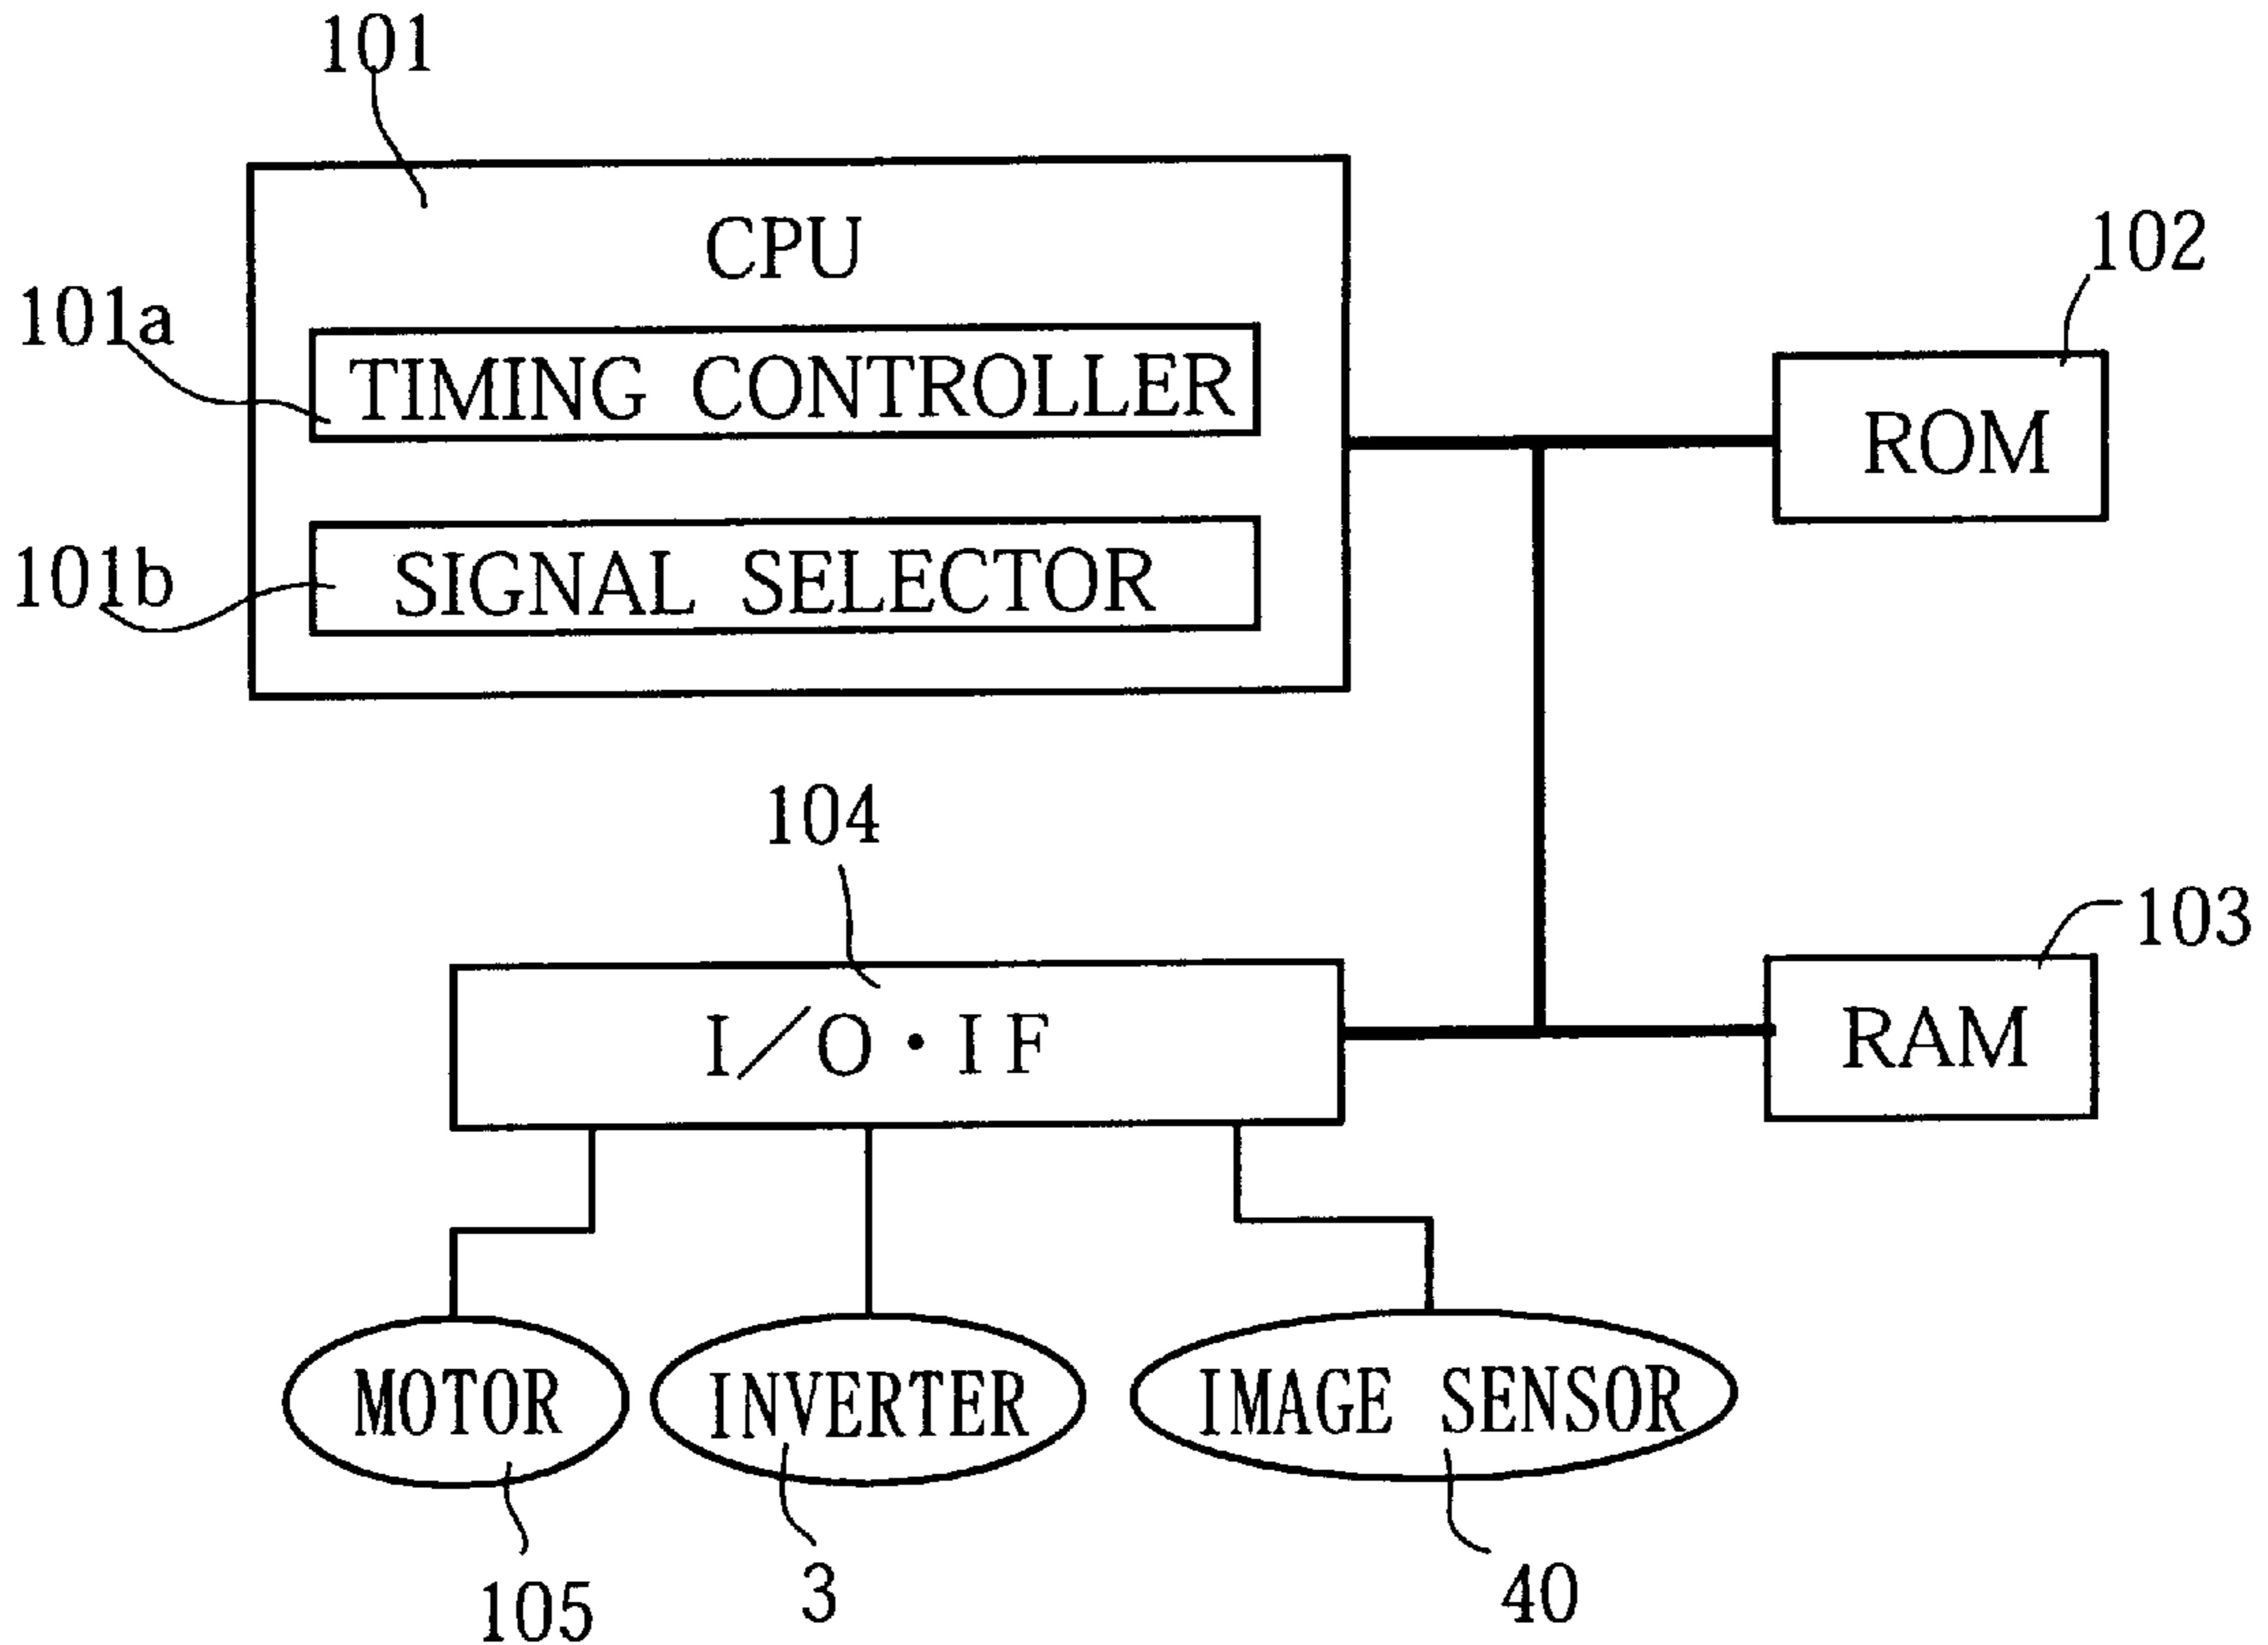 101
CPU
102
101a
TIMING CONTROLLER
ROM
101b
SIGNAL SELECTOR
104
103
I/O・IF
RAM
MOTOR
INVERTER
IMAGE SENSOR
105
3
40